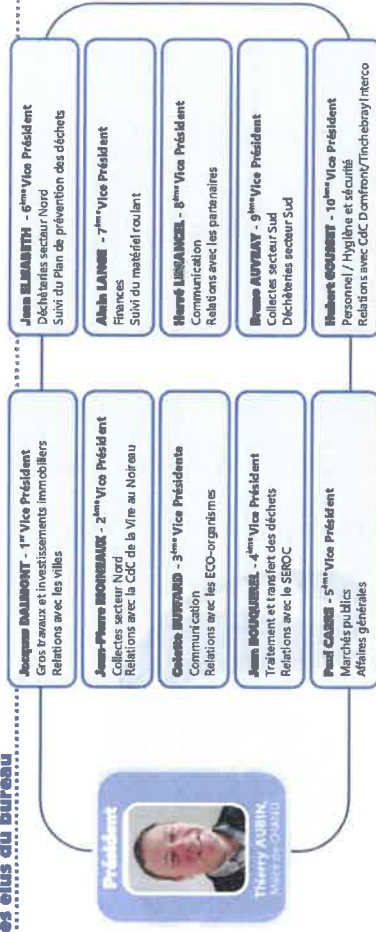 es élus du bureau
Président
Thierry AUBIN,
Maire de
Jacques DALMONT - 1er Vice Président
Gros travaux et investissements immobiliers
Relations avec les villes
Jean-Pierre MOINEAUX - 2ème Vice Président
Collectes secteur Nord
Relations avec la CdC de la Vire au Noireau
Colette - 3ème Vice Présidente
Communication
Relations avec les ECO-organismes
Jean BOUQUEREL - 4ème Vice Président
Traitement et transfert des déchets
Relations avec le SEROC
Paul CARRE - 5ème Vice Président
Marchés publics
Affaires générales
Jean ELISABETH - 6ème Vice Président
Déchèteries secteur Nord
Suivi du Plan de prévention des déchets
Alain LANGE - 7ème Vice Président
Finances
Suivi du matériel roulant
Hervé LEMANCEL - 8ème Vice Président
Communication
Relations avec les partenaires
Bruno AUVRAY - 9ème Vice Président
Collectes secteur Sud
Déchèteries secteur Sud
Hubert - 10ème Vice Président
Personnel / Hygiène et sécurité
Relations avec CdC Domfront/Tinchebray Interco